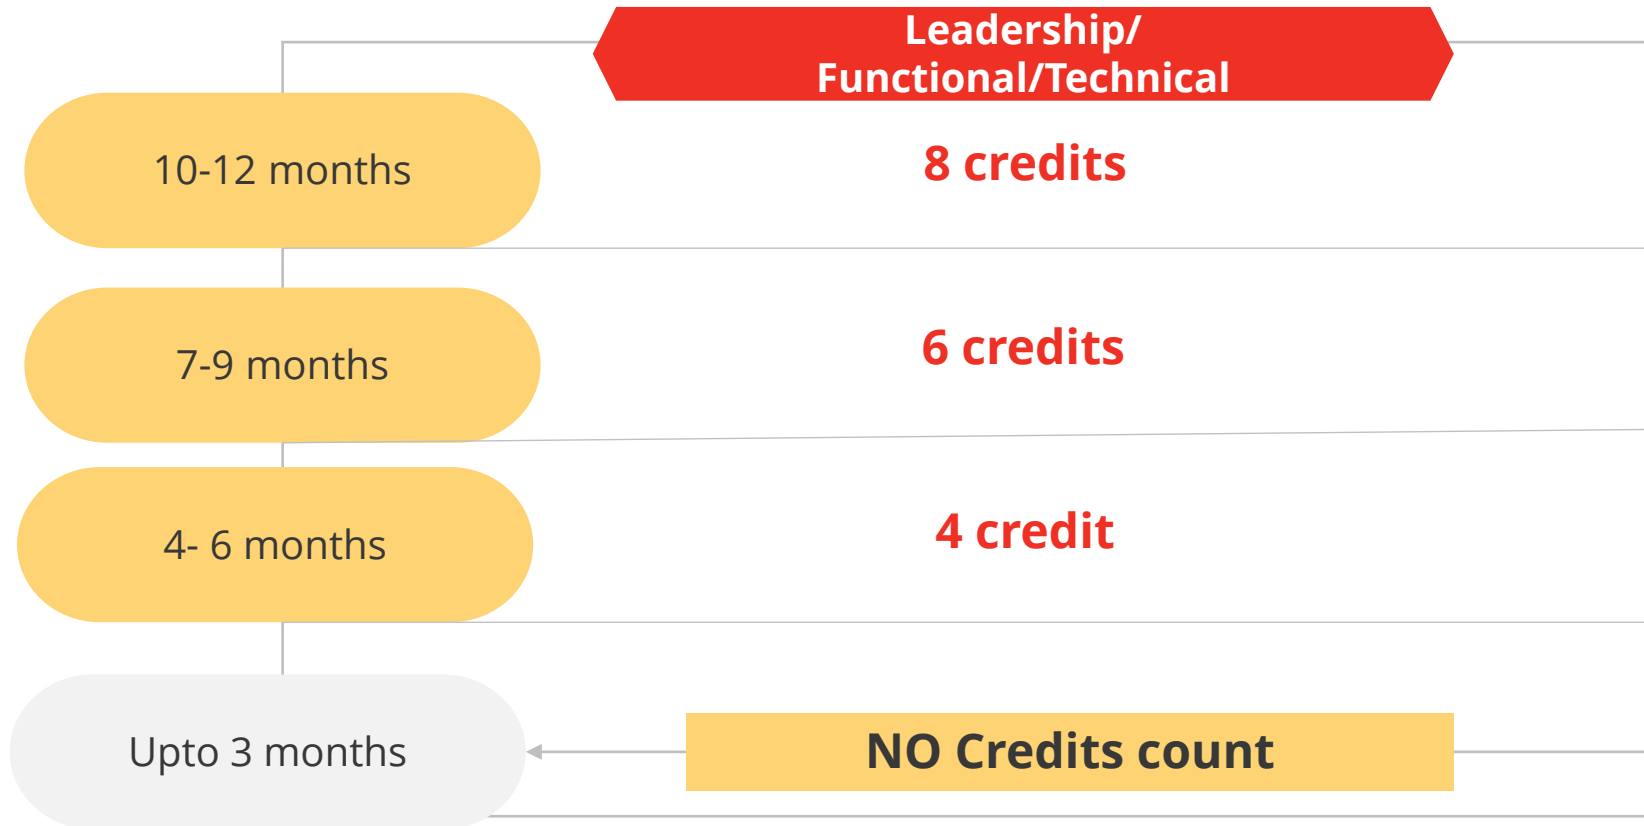 Leadership/
Functional/Technical
10-12 months
8 credits
7-9 months
6 credits
4- 6 months
4 credit
Upto 3 months
NO Credits count